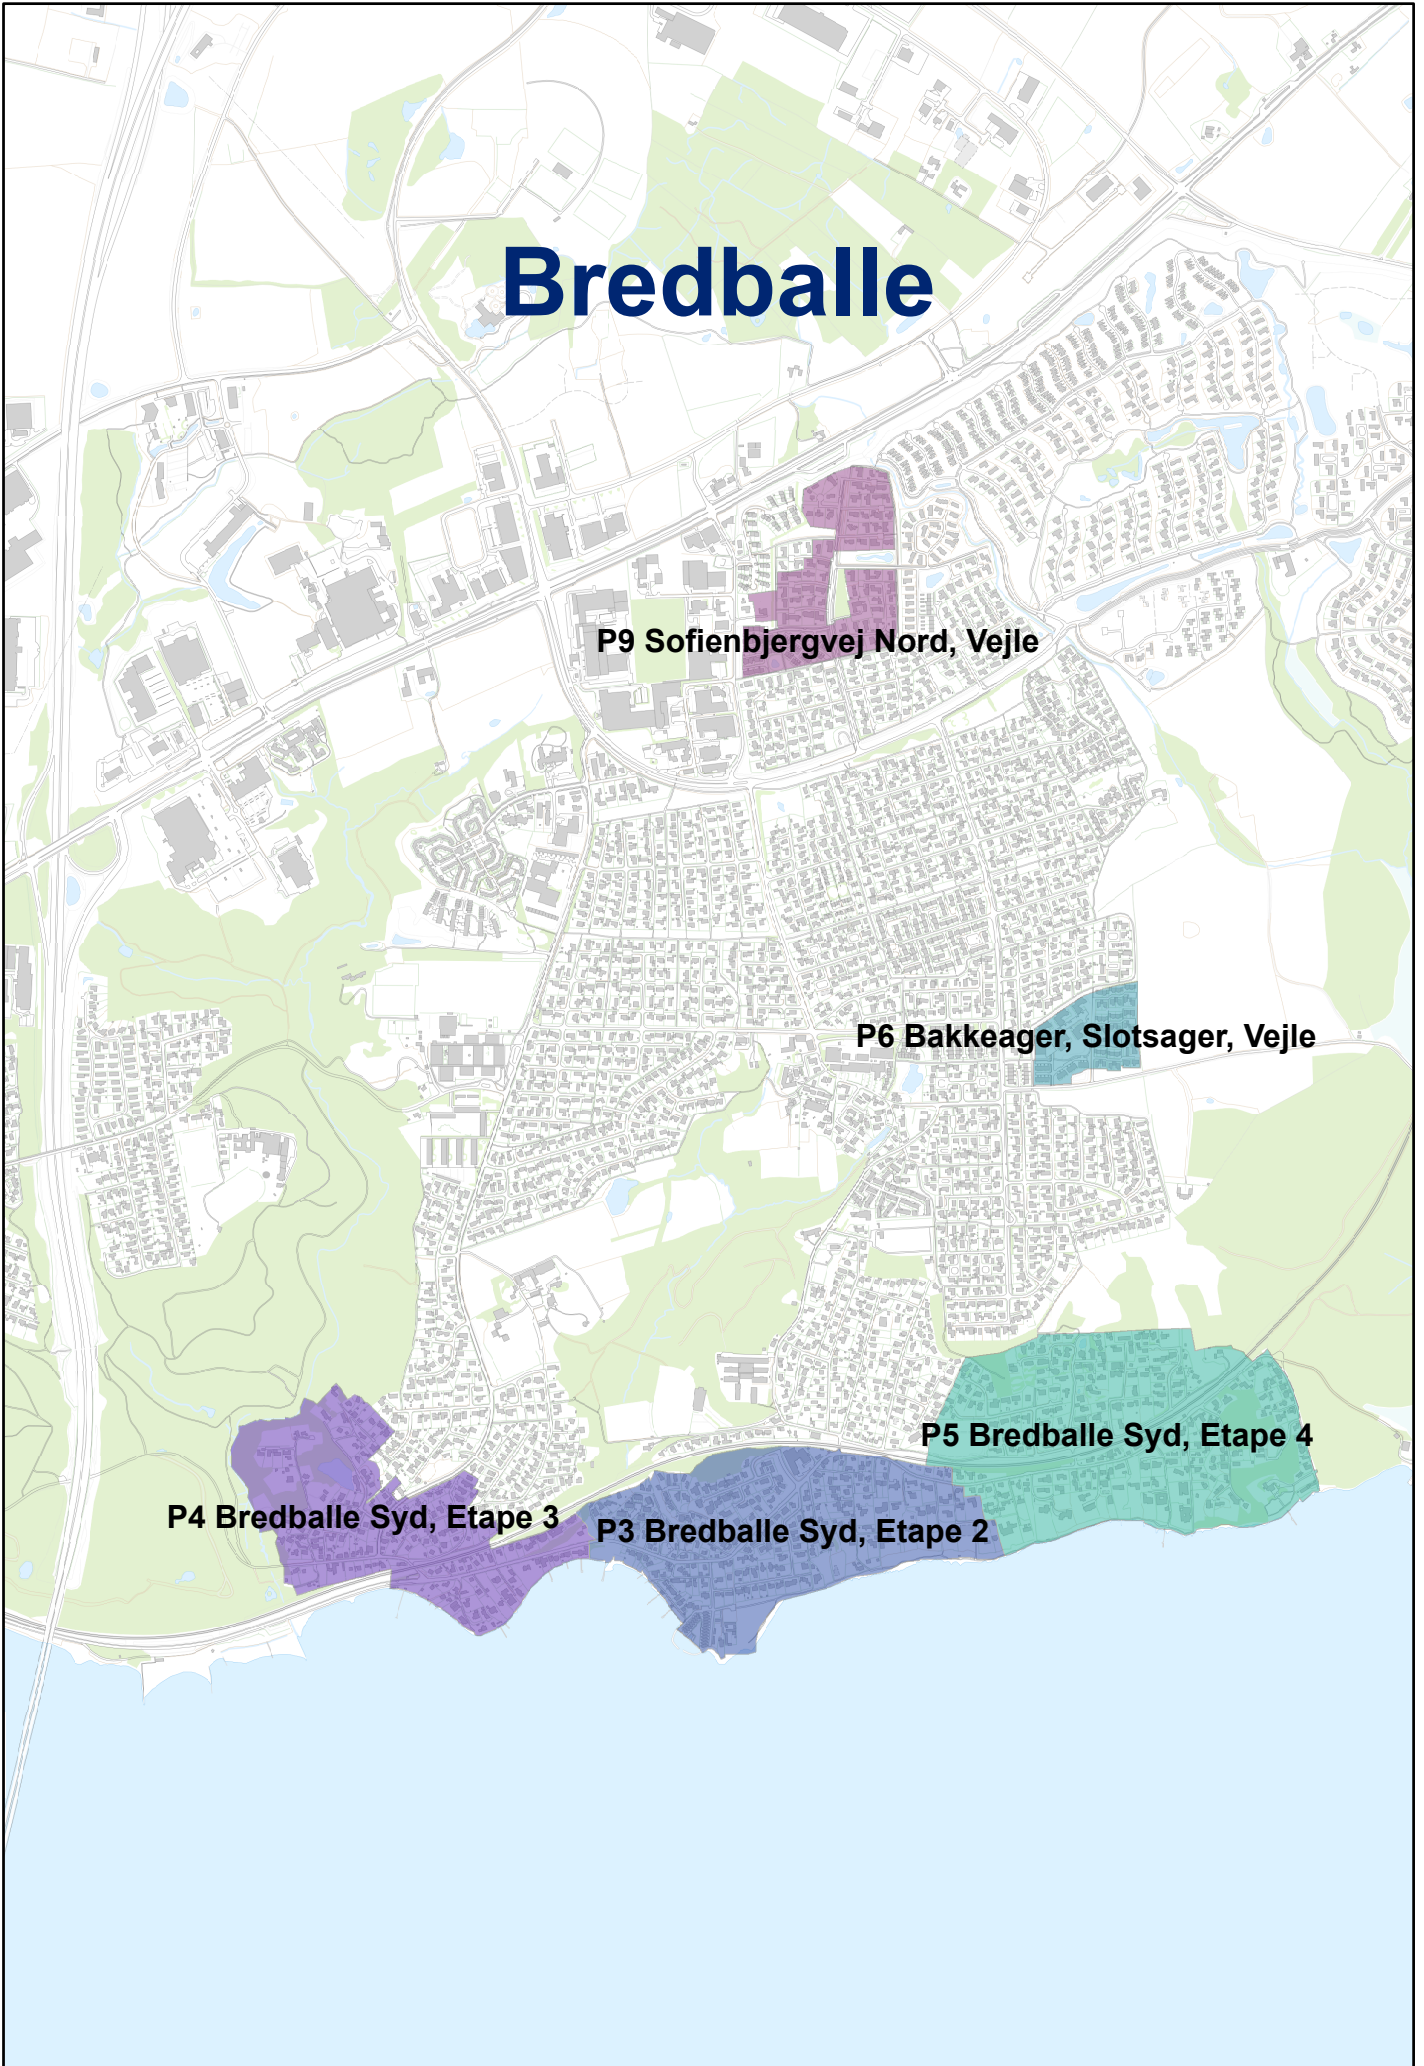 Bredballe
P9 Sofienbjergvej Nord, Vejle
P6 Bakkeager, Slotsager, Vejle
P5 Bredballe Syd, Etape 4
P4 Bredballe Syd, Etape 3
P3 Bredballe Syd, Etape 2